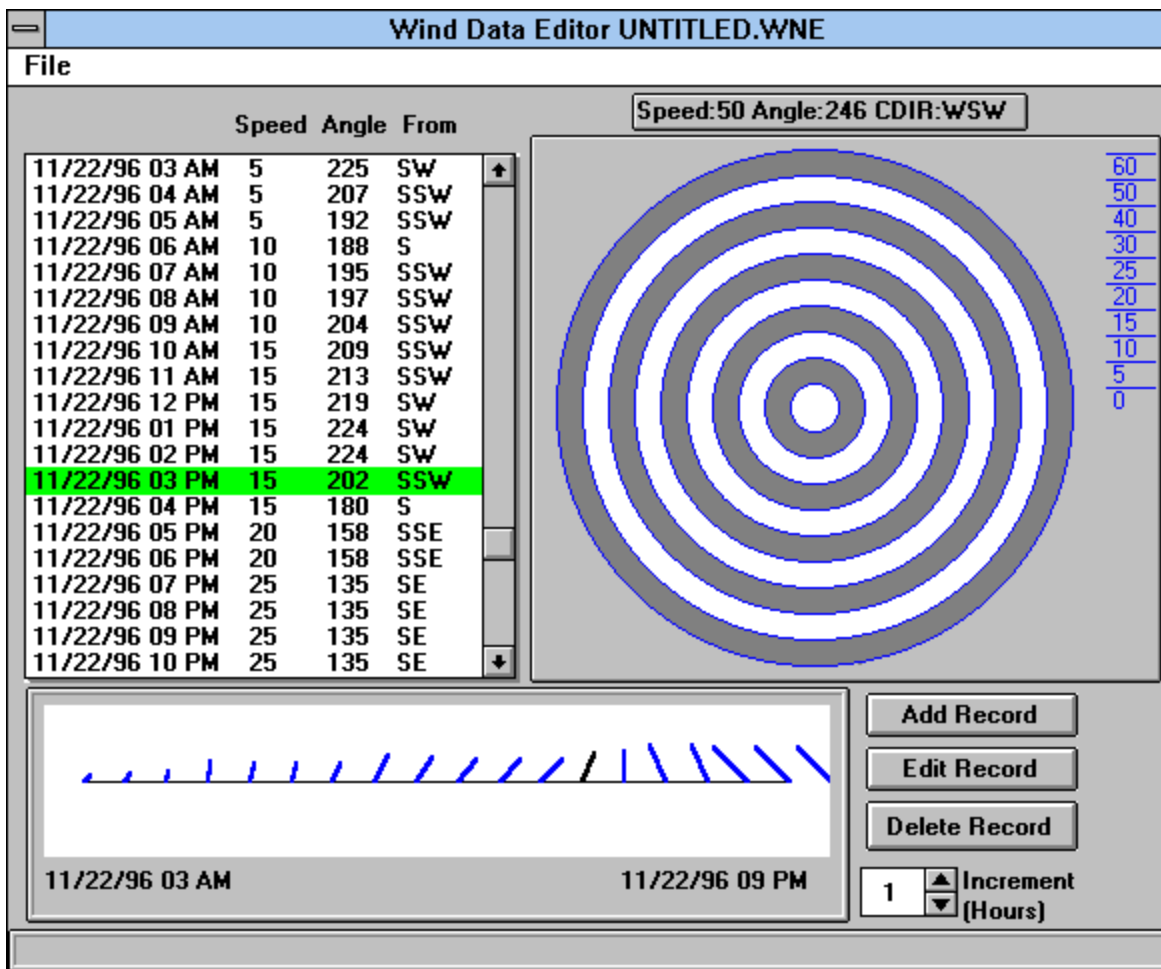 Wind Data Editor UNTITLED.WNE
File
Speed Angle From
11/22/96 03 AM 5 225 SW
11/22/96 04 AM 5 207 SSW
11/22/96 05 AM 5 192 SSW
11/22/96 06 AM 10 188 S
11/22/96 07 AM 10 195 SSW
11/22/96 08 AM 10 197 SSW
11/22/96 09 AM 10 204 SSW
11/22/96 10 AM 15 209 SSW
11/22/96 11 AM 15 213 SSW
11/22/96 12 PM 15 219 SW
11/22/96 01 PM 15 224 SW
11/22/96 02 PM 15 224 SW
11/22/96 03 PM 15 202 SSW
11/22/96 04 PM 15 180 S
11/22/96 05 PM 20 158 SSE
11/22/96 06 PM 20 158 SSE
11/22/96 07 PM 25 135 SE
11/22/96 08 PM 25 135 SE
11/22/96 09 PM 25 135 SE
11/22/96 10 PM 25 135 SE
Speed:50 Angle:246 CDIR:WSW
60
50
40
30
25
20
15
10
5
0
11/22/96 03 AM 11/22/96 09 PM
Add Record
Edit Record
Delete Record
1 Increment
(Hours)